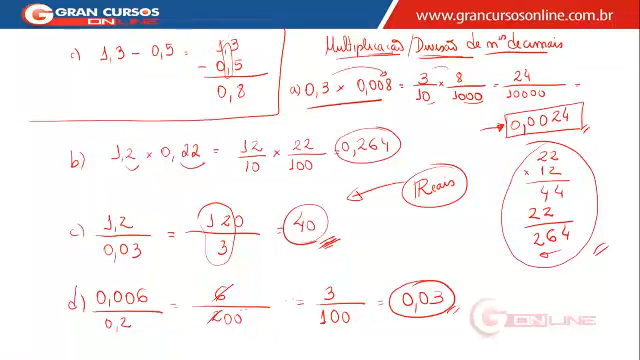 GRAN CURSOS ONLINE
www.grancursosonline.com.br
c) 1,3 − 0,5 = 1,3
− 0,5
0,8
Multiplicação/Divisão de nºs decimais
a) 0,3 × 0,008 = 3/10 × 8/1000 = 24/10000 =
0,0024
b) 1,2 × 0,22 = 12/10 × 22/100 = 0,264
22
× 12
44
22
264
Reais
c) 1,2/0,03 = 120/3 = 40
d) 0,006/0,2 = 6/200 = 3/100 = 0,03
G ONLINE